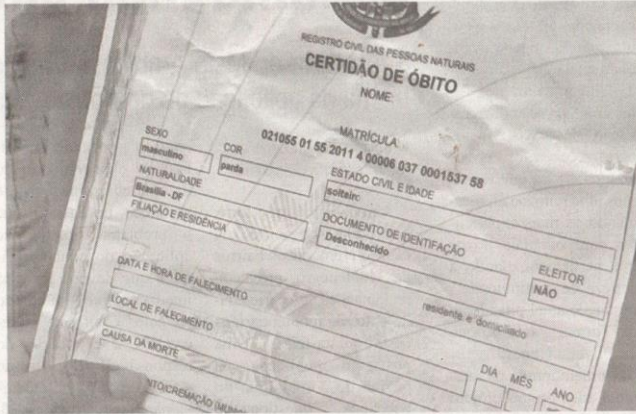 REGISTRO CIVIL DAS PESSOAS NATURAIS
CERTIDÃO DE ÓBITO
NOME:
MATRÍCULA:
021055 01 55 2011 4 00006 037 0001537 58
SEXO
masculino
COR
parda
ESTADO CIVIL E IDADE
solteiro
NATURALIDADE
Brasília - DF
DOCUMENTO DE IDENTIFAÇÃO
Desconhecido
ELEITOR
NÃO
FILIAÇÃO E RESIDÊNCIA
residente e domiciliado
DATA E HORA DE FALECIMENTO
DIA MÊS ANO
LOCAL DE FALECIMENTO
CAUSA DA MORTE